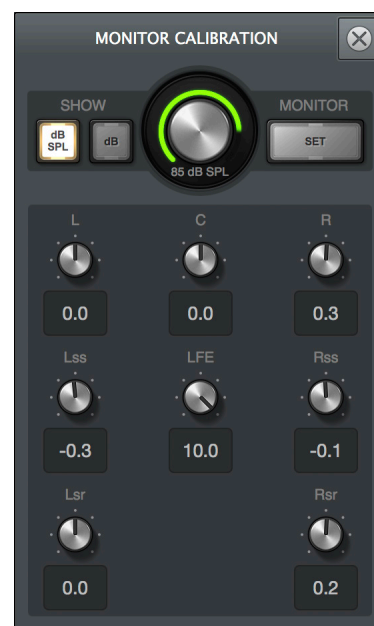 MONITOR CALIBRATION
SHOW
MONITOR
dB
SPL
dB
SET
85 dB SPL
L C R
0.0 0.0 0.3
Lss LFE Rss
-0.3 10.0 -0.1
Lsr Rsr
0.0 0.2